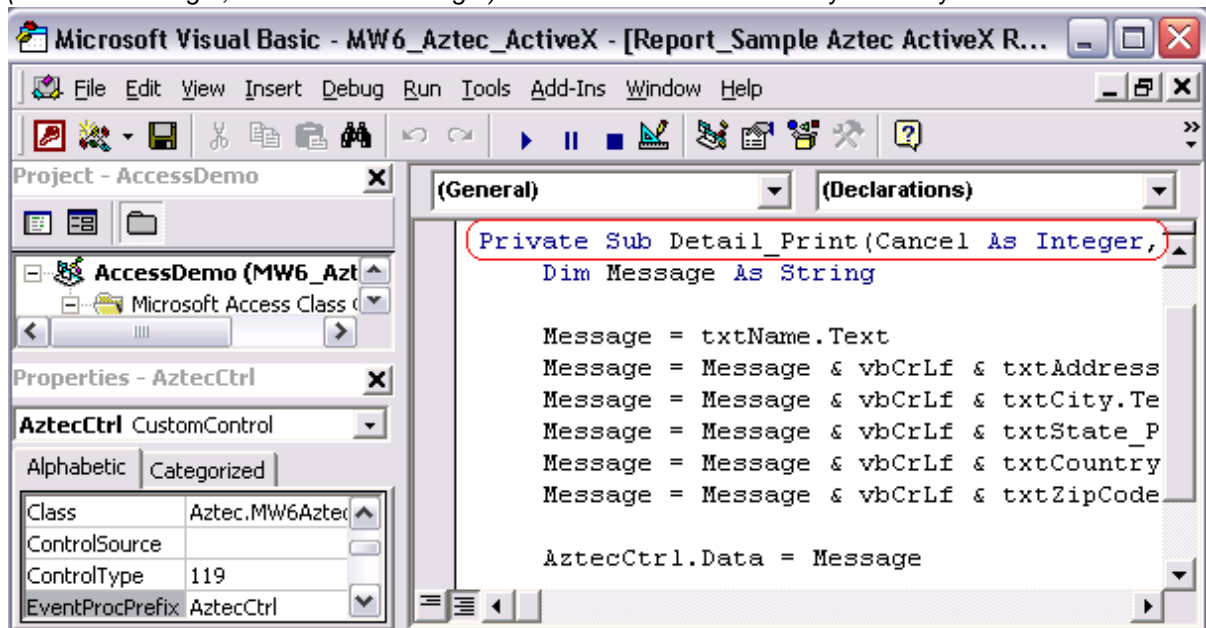 Microsoft Visual Basic - MW6_Aztec_ActiveX - [Report_Sample Aztec ActiveX R...
File Edit View Insert Debug Run Tools Add-Ins Window Help
Project - AccessDemo
AccessDemo (MW6_Azt
Microsoft Access Class
Properties - AztecCtrl
AztecCtrl CustomControl
Alphabetic Categorized
Class Aztec.MW6Aztec
ControlSource
ControlType 119
EventProcPrefix AztecCtrl
(General) (Declarations)
Private Sub Detail_Print(Cancel As Integer,
Dim Message As String
Message = txtName.Text
Message = Message & vbCrLf & txtAddress
Message = Message & vbCrLf & txtCity.Te
Message = Message & vbCrLf & txtState_P
Message = Message & vbCrLf & txtCountry
Message = Message & vbCrLf & txtZipCode
AztecCtrl.Data = Message